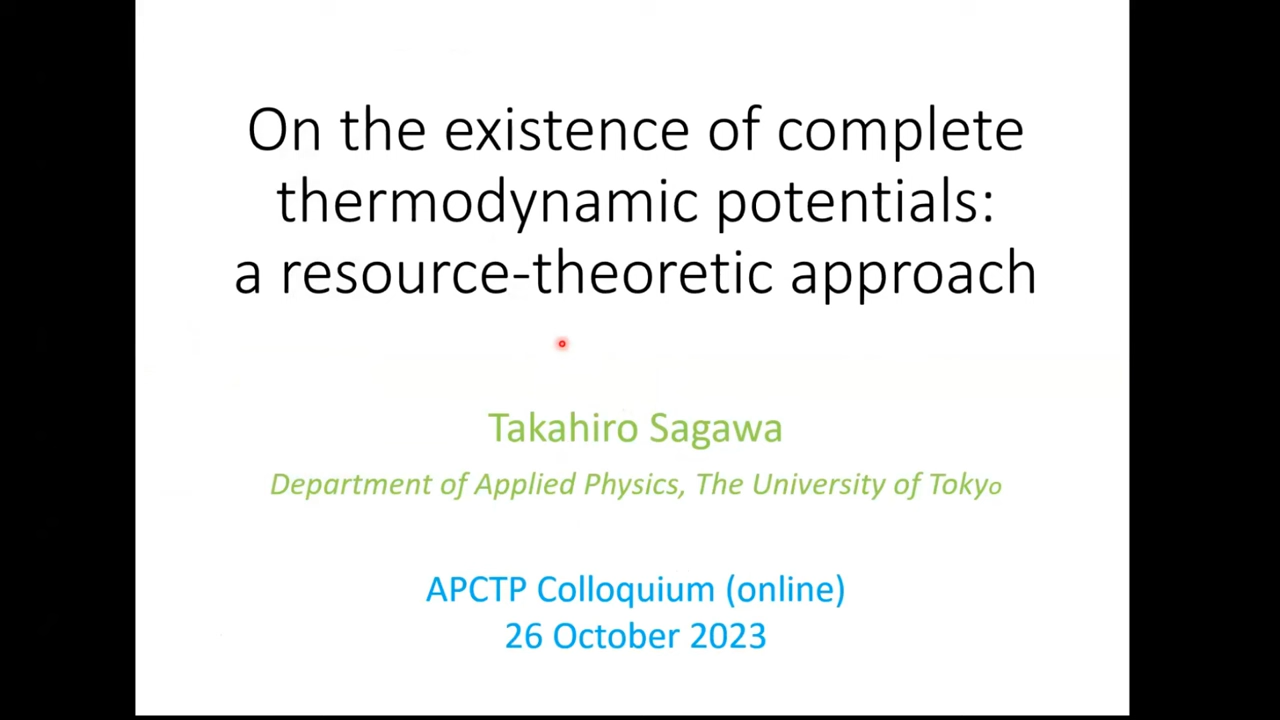 On the existence of complete
thermodynamic potentials:
a resource-theoretic approach
Takahiro Sagawa
Department of Applied Physics, The University of Tokyo
APCTP Colloquium (online)
26 October 2023